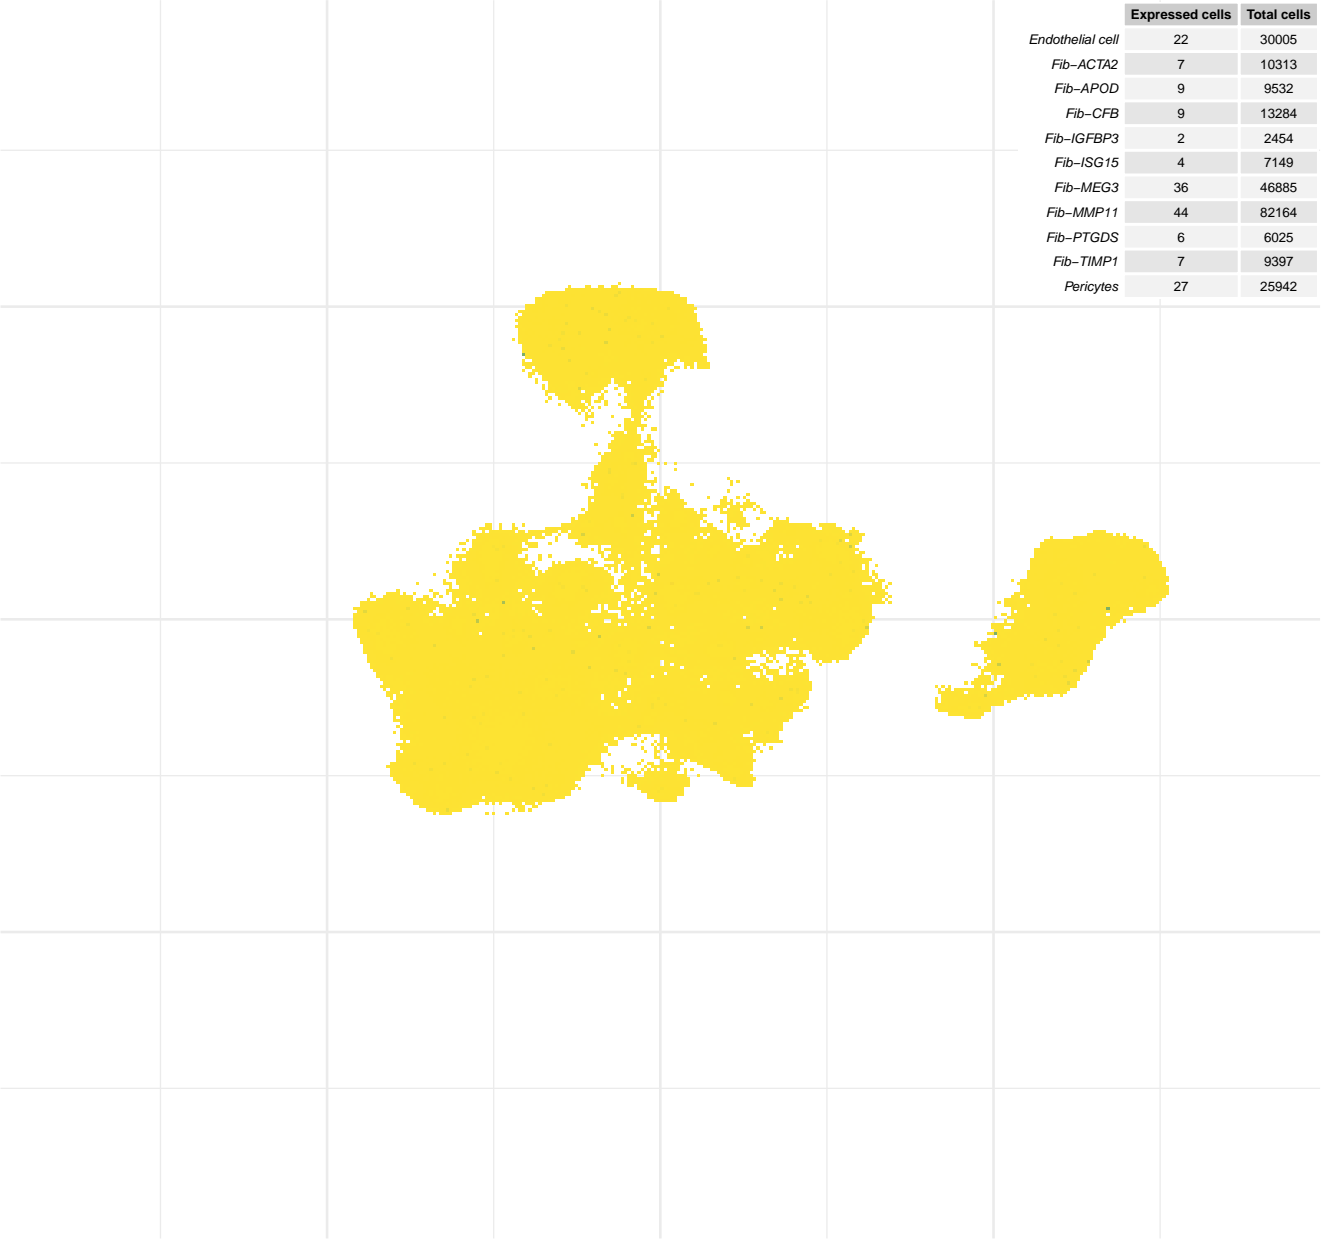 Expressed cells Total cells
Endothelial cell 22 30005
Fib−ACTA2 7 10313
Fib−APOD 9 9532
Fib−CFB 9 13284
Fib−IGFBP3 2 2454
Fib−ISG15 4 7149
Fib−MEG3 36 46885
Fib−MMP11 44 82164
Fib−PTGDS 6 6025
Fib−TIMP1 7 9397
Pericytes 27 25942